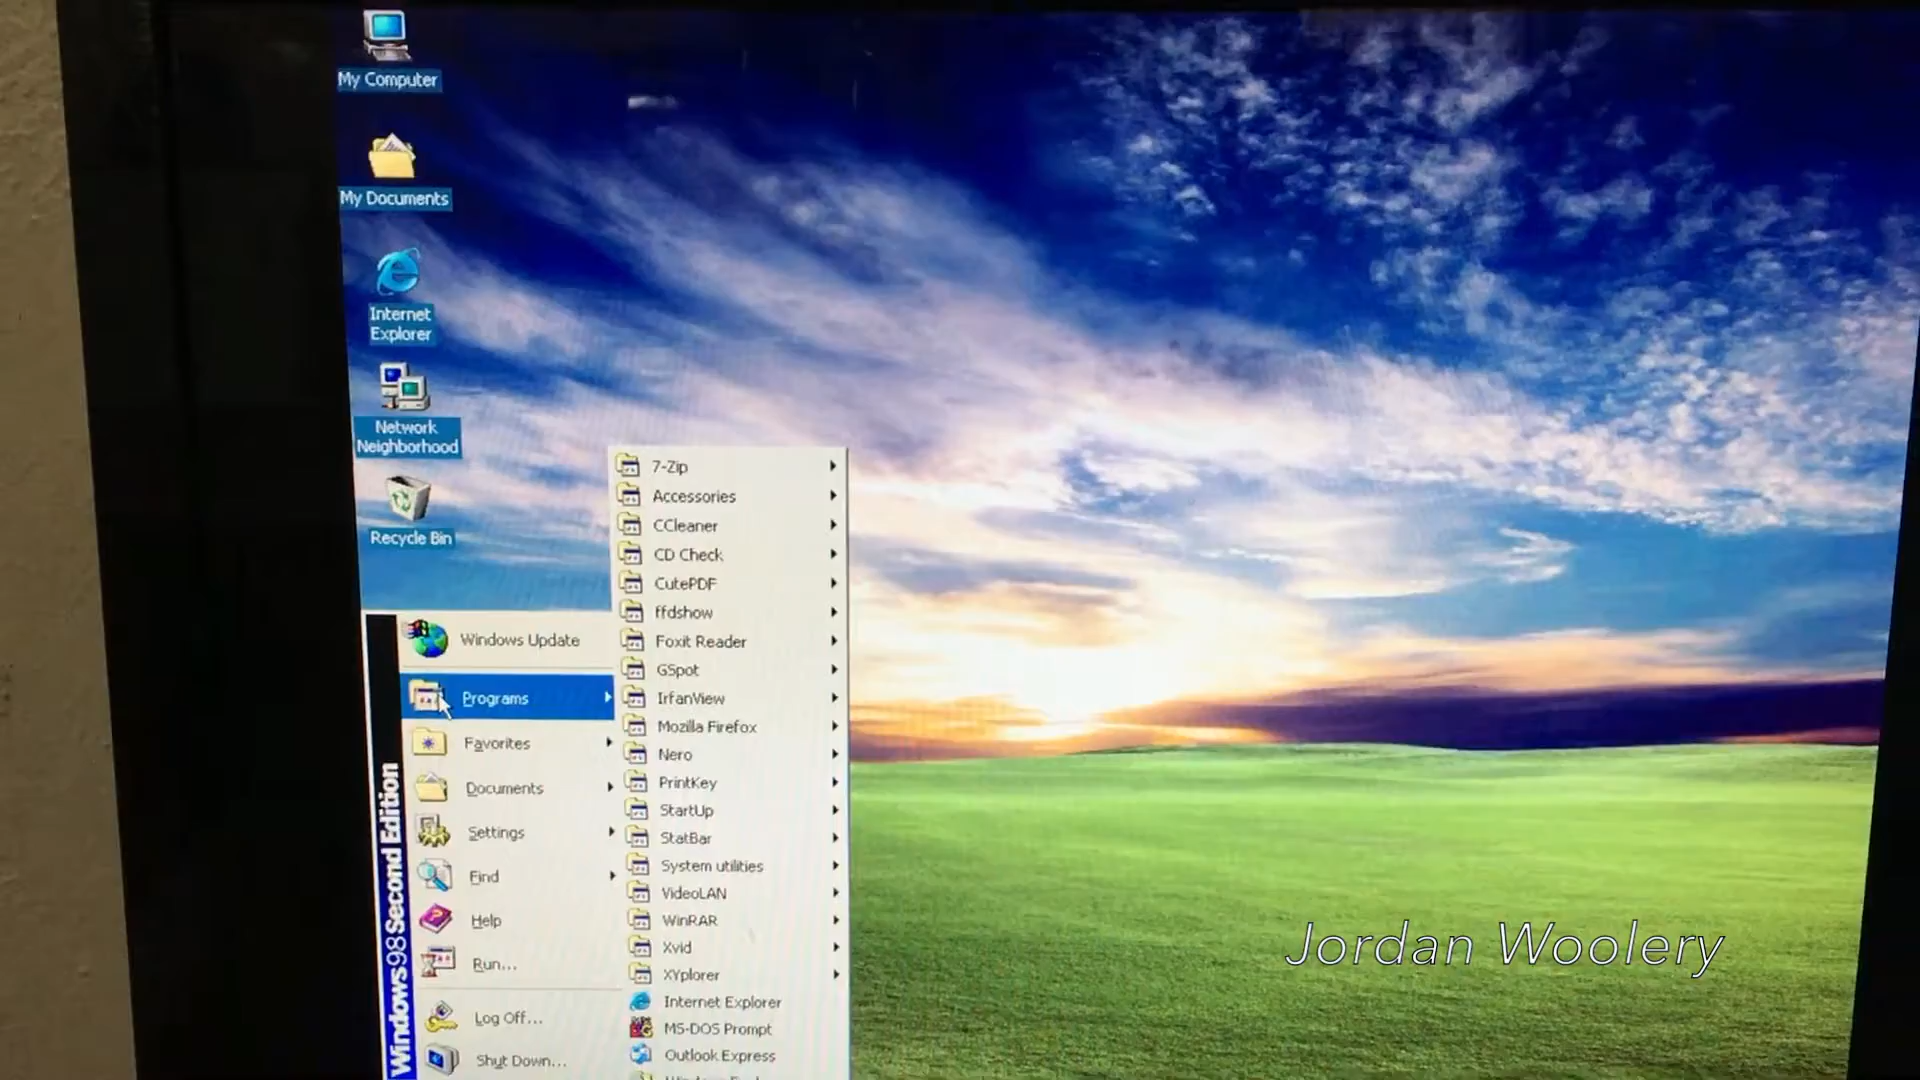 My Computer
My Documents
Internet
Explorer
Network
Neighborhood
Recycle Bin
Windows98 Second Edition
Windows Update
Programs
Favorites
Documents
Settings
Find
Help
Run...
Log Off...
Shut Down...
7-Zip
Accessories
CCleaner
CD Check
CutePDF
ffdshow
Foxit Reader
GSpot
IrfanView
Mozilla Firefox
Nero
PrintKey
StartUp
StatBar
System utilities
VideoLAN
WinRAR
Xvid
XYplorer
Internet Explorer
MS-DOS Prompt
Outlook Express
Jordan Woolery